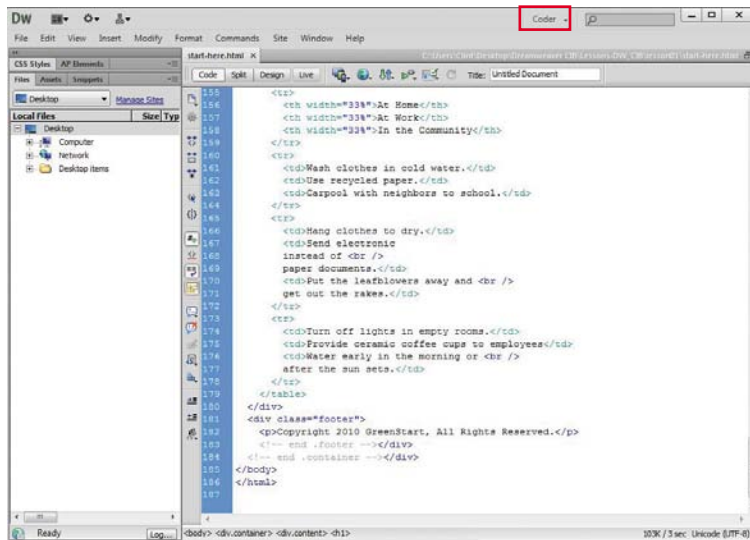 DW Coder
File Edit View Insert Modify Format Commands Site Window Help
CSS Styles AP Elements
Files Assets Snippets
start-here.html
Code Split Design Live Title: Untitled Document
Desktop Manage Sites
Local Files Size Typ
Desktop
Computer
Network
Desktop items
155 <tr>
156 <th width="33%">At Home</th>
157 <th width="33%">At Work</th>
158 <th width="33%">In the Community</th>
159 </tr>
160 <tr>
161 <td>Wash clothes in cold water.</td>
162 <td>Use recycled paper.</td>
163 <td>Carpool with neighbors to school.</td>
164 </tr>
165 <tr>
166 <td>Hang clothes to dry.</td>
167 <td>Send electronic
168 instead of <br />
169 paper documents.</td>
170 <td>Put the leafblowers away and <br />
171 get out the rakes.</td>
172 </tr>
173 <tr>
174 <td>Turn off lights in empty rooms.</td>
175 <td>Provide ceramic coffee cups to employees</td>
176 <td>Water early in the morning or <br />
177 after the sun sets.</td>
178 </tr>
179 </table>
180 </div>
181 <div class="footer">
182 <p>Copyright 2010 GreenStart, All Rights Reserved.</p>
183 <!-- end .footer --></div>
184 <!-- end .container --></div>
185 </body>
186 </html>
187
Ready Log...
<body> <div.container> <div.content> <h1> 103K / 3 sec Unicode (UTF-8)